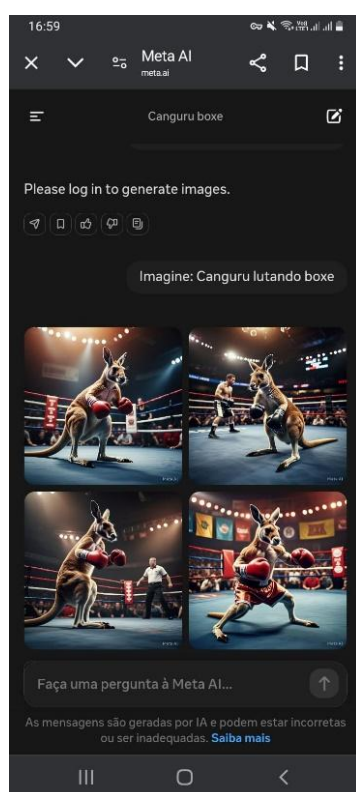 16:59
Meta AI
meta.ai
Canguru boxe
Please log in to generate images.
Imagine: Canguru lutando boxe
Faça uma pergunta à Meta AI...
As mensagens são geradas por IA e podem estar incorretas
ou ser inadequadas. Saiba mais